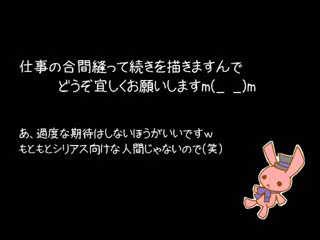 仕事の合間縫って続きを描きますんで
どうぞ宜しくお願いしますm(_ _)m
あ、過度な期待はしないほうがいいですw
もともとシリアス向けな人間じゃないので(笑)